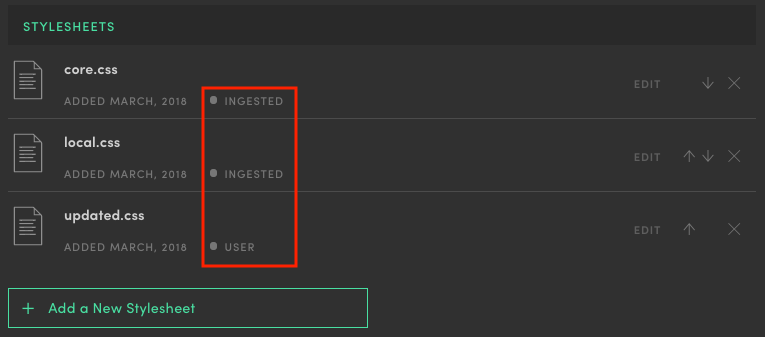 STYLESHEETS
core.css
EDIT
ADDED MARCH, 2018 INGESTED
local.css
EDIT
ADDED MARCH, 2018 INGESTED
updated.css
EDIT
ADDED MARCH, 2018 USER
+ Add a New Stylesheet